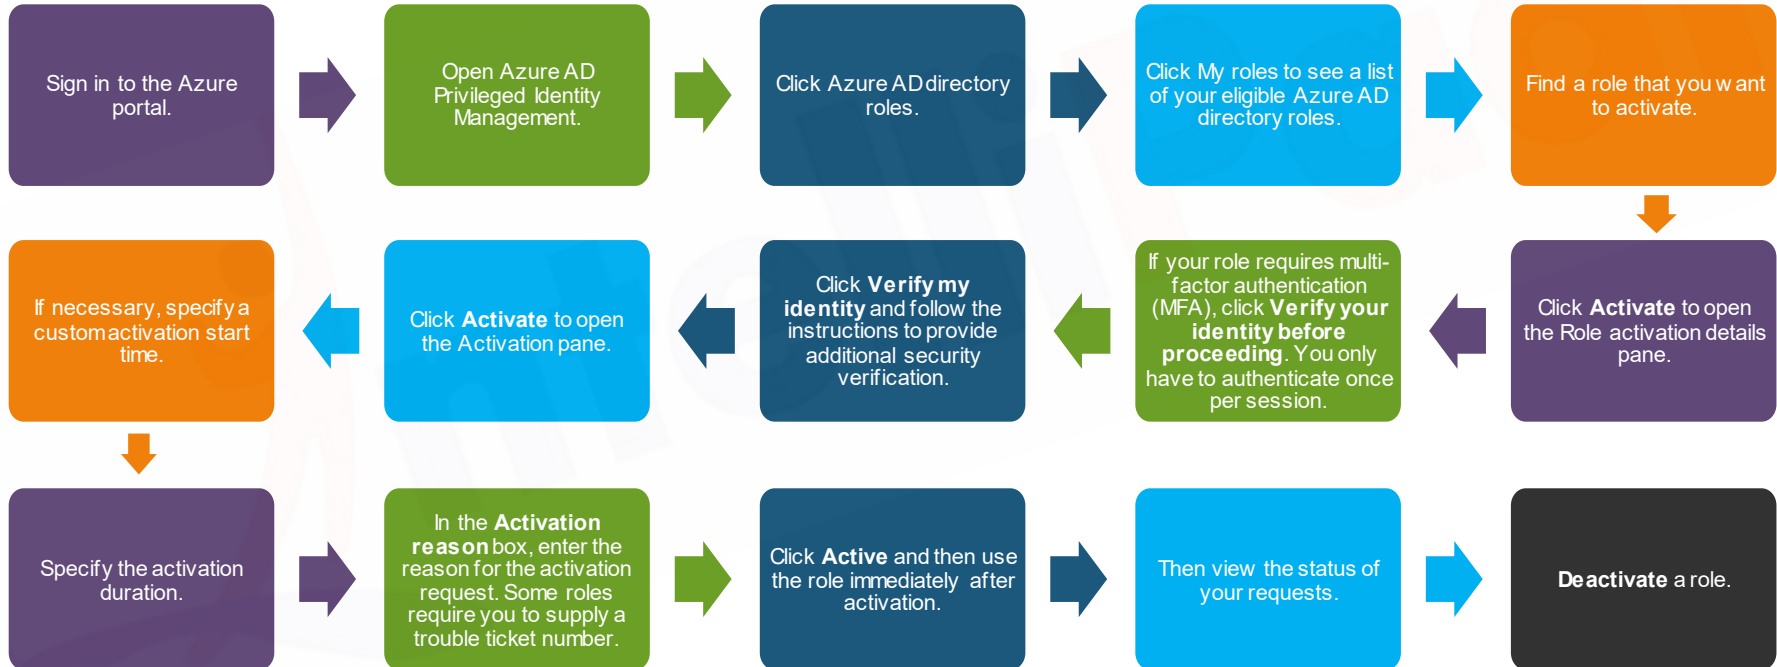 Sign in to the Azure
portal.
Open Azure AD
Privileged Identity
Management.
Click Azure AD directory
roles.
Click My roles to see a list
of your eligible Azure AD
directory roles.
Find a role that you want
to activate.
Click Activate to open
the Role activation details
pane.
If your role requires multi-
factor authentication
(MFA), click Verify your
identity before
proceeding. You only
have to authenticate once
per session.
Click Verify my
identity and follow the
instructions to provide
additional security
verification.
Click Activate to open
the Activation pane.
If necessary, specify a
custom activation start
time.
Specify the activation
duration.
In the Activation
reason box, enter the
reason for the activation
request. Some roles
require you to supply a
trouble ticket number.
Click Active and then use
the role immediately after
activation.
Then view the status of
your requests.
Deactivate a role.